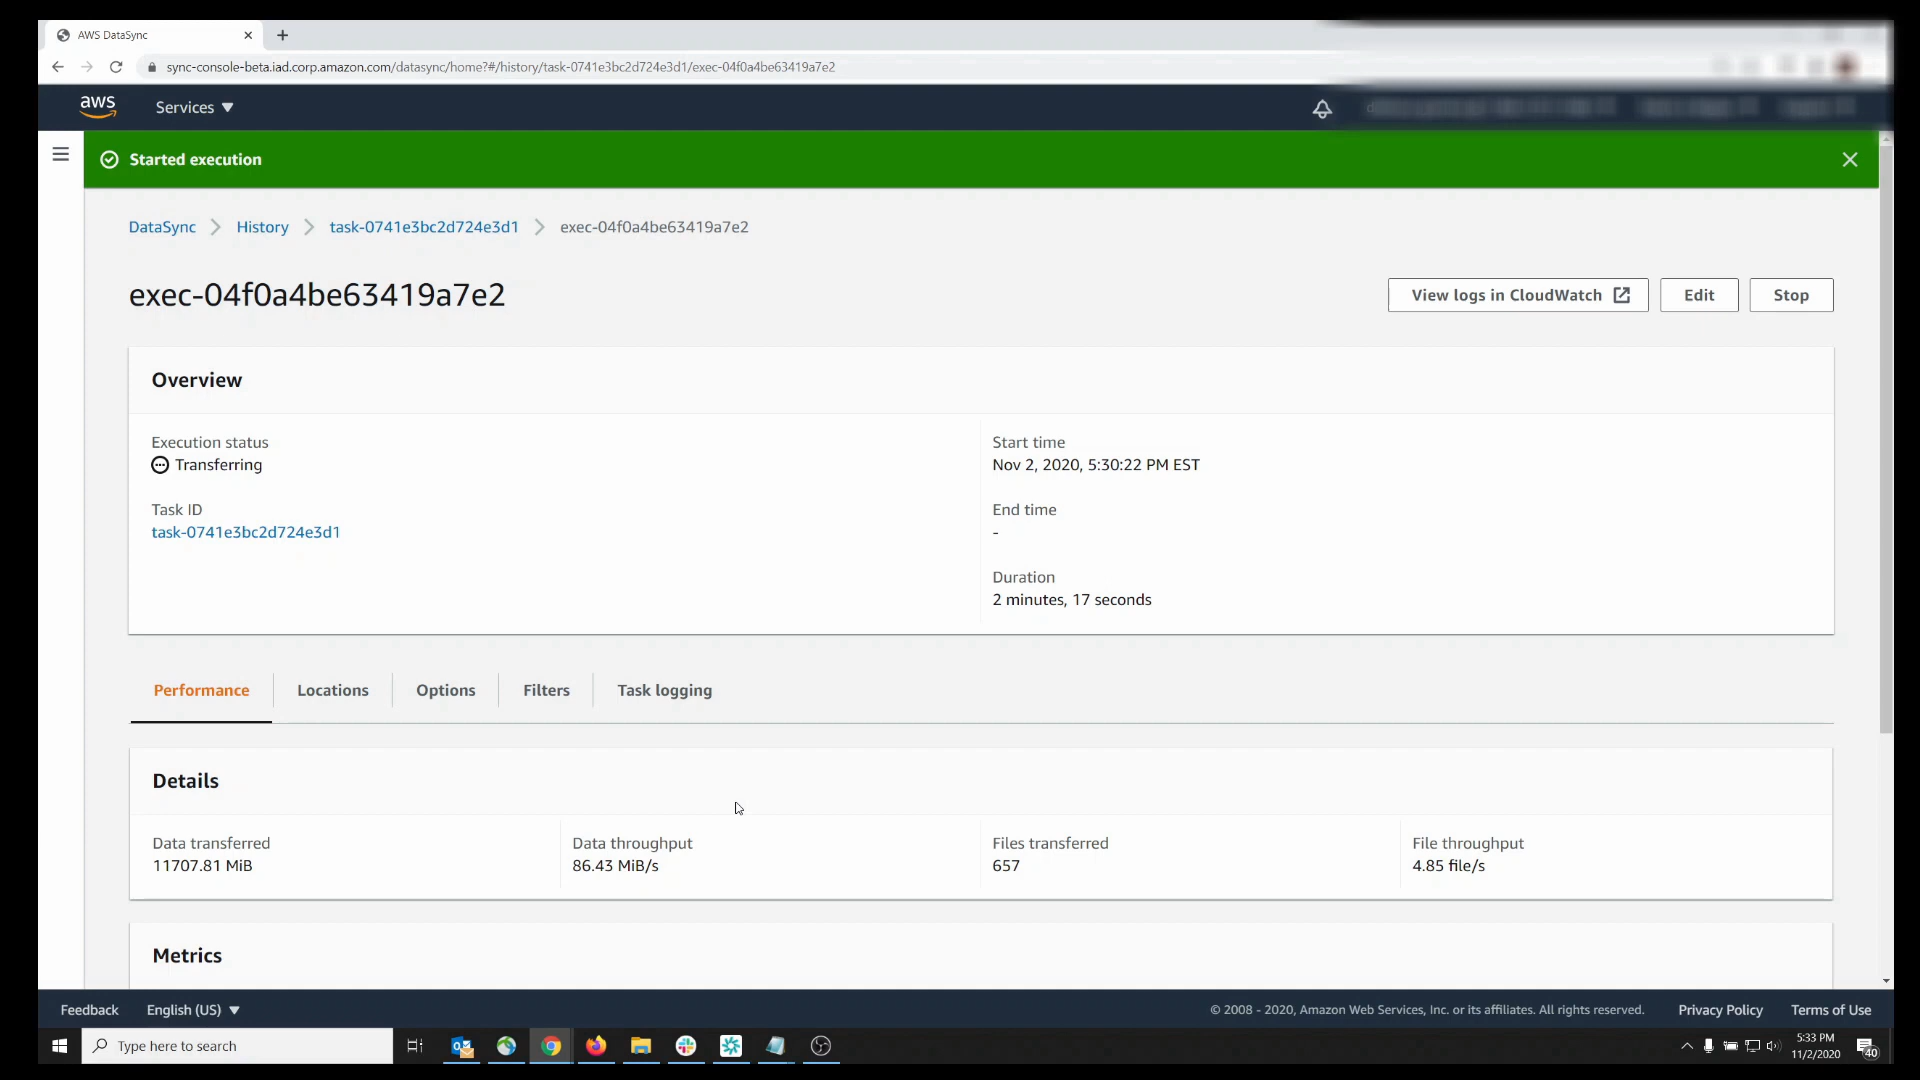 AWS DataSync
sync-console-beta.iad.corp.amazon.com/datasync/home?#/history/task-0741e3bc2d724e3d1/exec-04f0a4be63419a7e2
aws
Services
Started execution
DataSync
History
task-0741e3bc2d724e3d1
exec-04f0a4be63419a7e2
exec-04f0a4be63419a7e2
View logs in CloudWatch
Edit
Stop
Overview
Execution status
Transferring
Task ID
task-0741e3bc2d724e3d1
Start time
Nov 2, 2020, 5:30:22 PM EST
End time
-
Duration
2 minutes, 17 seconds
Performance
Locations
Options
Filters
Task logging
Details
Data transferred
11707.81 MiB
Data throughput
86.43 MiB/s
Files transferred
657
File throughput
4.85 file/s
Metrics
Feedback
English (US)
© 2008 - 2020, Amazon Web Services, Inc. or its affiliates. All rights reserved.
Privacy Policy
Terms of Use
Type here to search
5:33 PM
11/2/2020
40